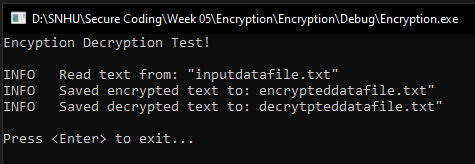 D:\SNHU\Secure Coding\Week 05\Encryption\Encryption\Debug\Encryption.exe
Encyption Decryption Test!
INFO Read text from: "inputdatafile.txt"
INFO Saved encrypted text to: encrypteddatafile.txt"
INFO Saved decrypted text to: decrytpteddatafile.txt"
Press <Enter> to exit...